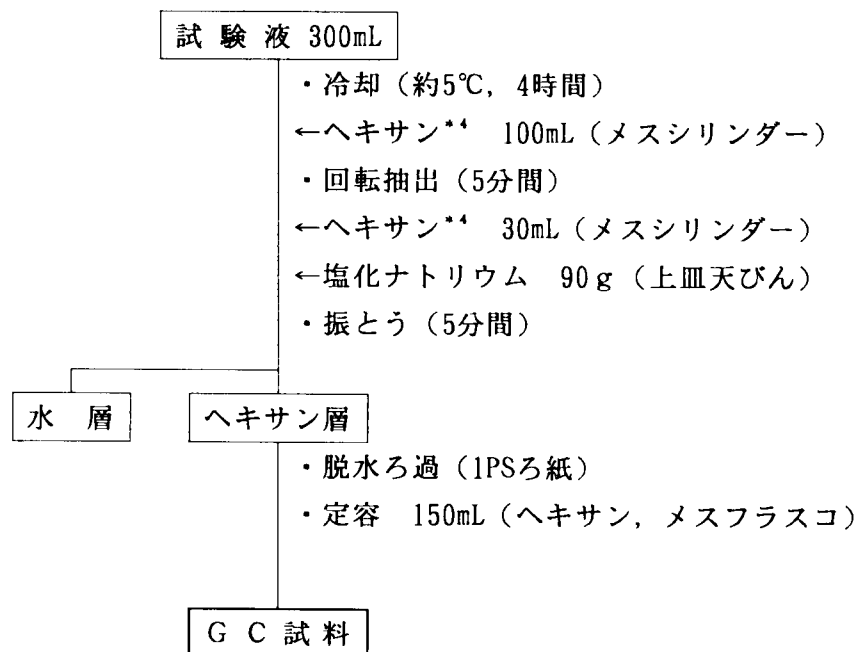 試験液 300mL
・冷却（約5℃，4時間）
←ヘキサン*4 100mL（メスシリンダー）
・回転抽出（5分間）
←ヘキサン*4 30mL（メスシリンダー）
←塩化ナトリウム 90g（上皿天びん）
・振とう（5分間）
水 層
ヘキサン層
・脱水ろ過（1PSろ紙）
・定容 150mL（ヘキサン，メスフラスコ）
GC試料